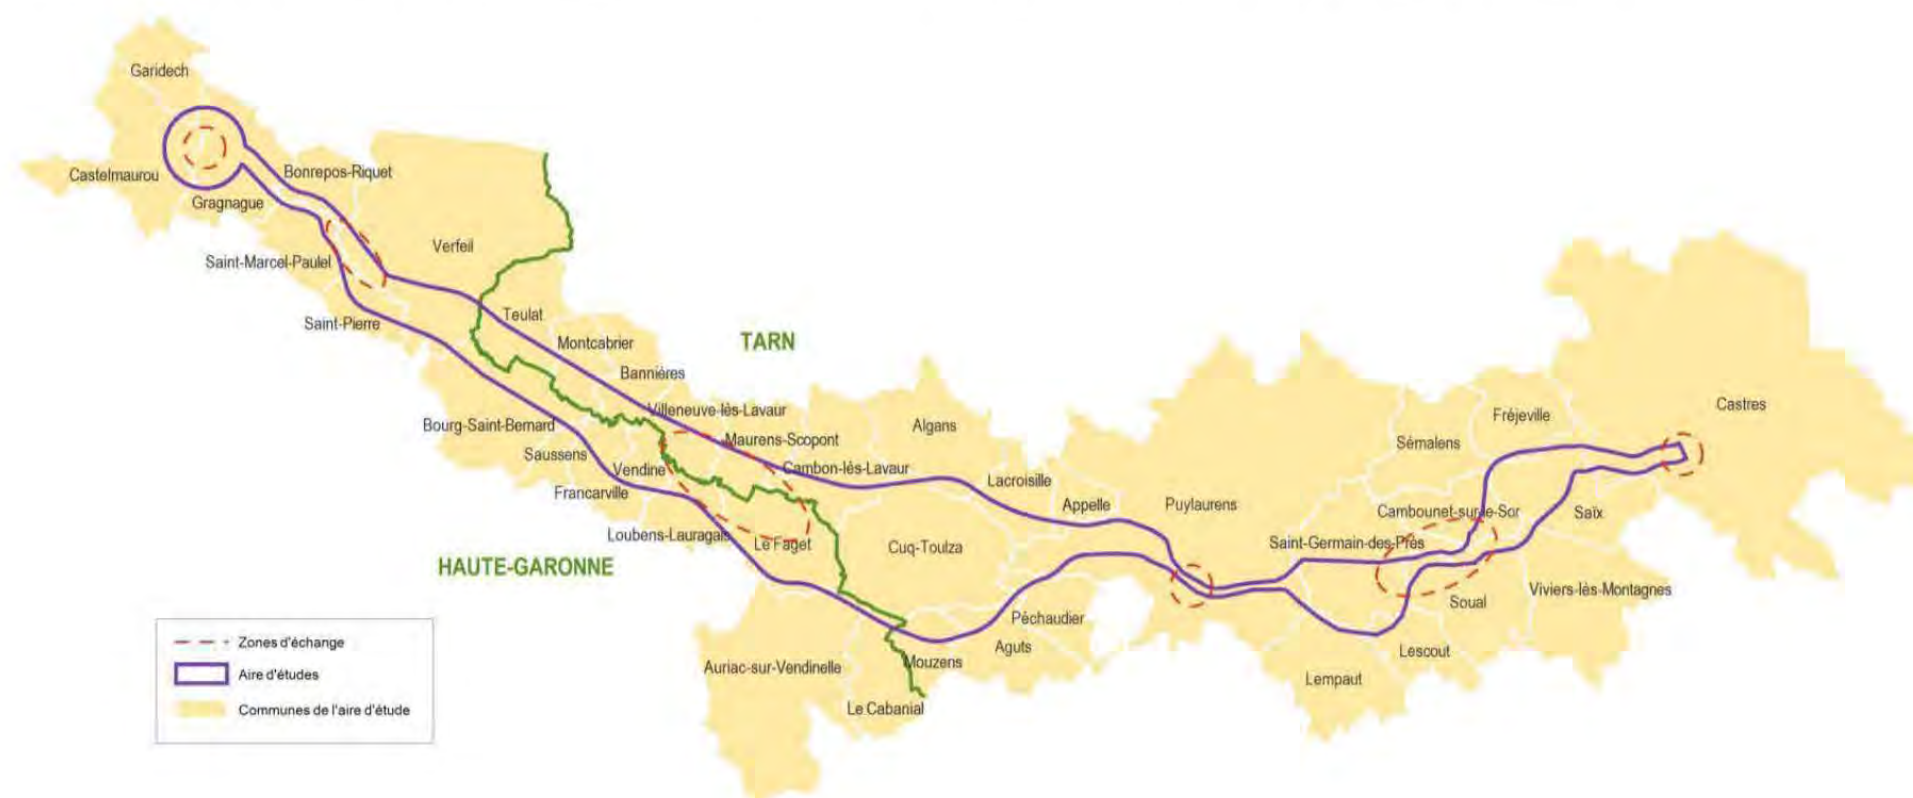 Garidech
Castelmaurou
Bonrepos-Riquet
Gragnague
Verfeil
Saint-Marcel-Paulel
Saint-Pierre
Teulat
Montcabrier
TARN
Bannières
Villeneuve-lès-Lavaur
Maurens-Scopont
Algans
Fréjeville
Castres
Bourg-Saint-Bernard
Saussens
Vendine
Cambon-lès-Lavaur
Sémalens
Francarville
Lacroisille
Appelle
Puylaurens
Cambounet-sur-le-Sor
Saïx
Loubens-Lauragais
Le Faget
Cuq-Toulza
Saint-Germain-des-Près
HAUTE-GARONNE
Viviers-lès-Montagnes
Soual
Péchaudier
Aguts
Lescout
Auriac-sur-Vendinelle
Mouzens
Lempaut
Le Cabanial
Zones d'échange
Aire d'études
Communes de l'aire d'étude